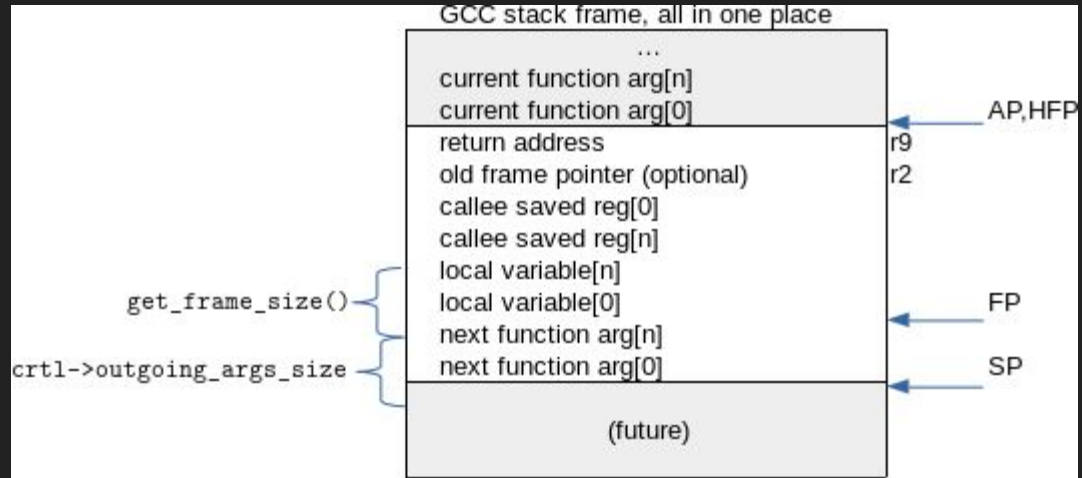 GCC stack frame, all in one place
...
current function arg[n]
current function arg[0]
AP,HFP
return address
r9
old frame pointer (optional)
r2
callee saved reg[0]
callee saved reg[n]
local variable[n]
get_frame_size()
local variable[0]
FP
next function arg[n]
crtl->outgoing_args_size
next function arg[0]
SP
(future)